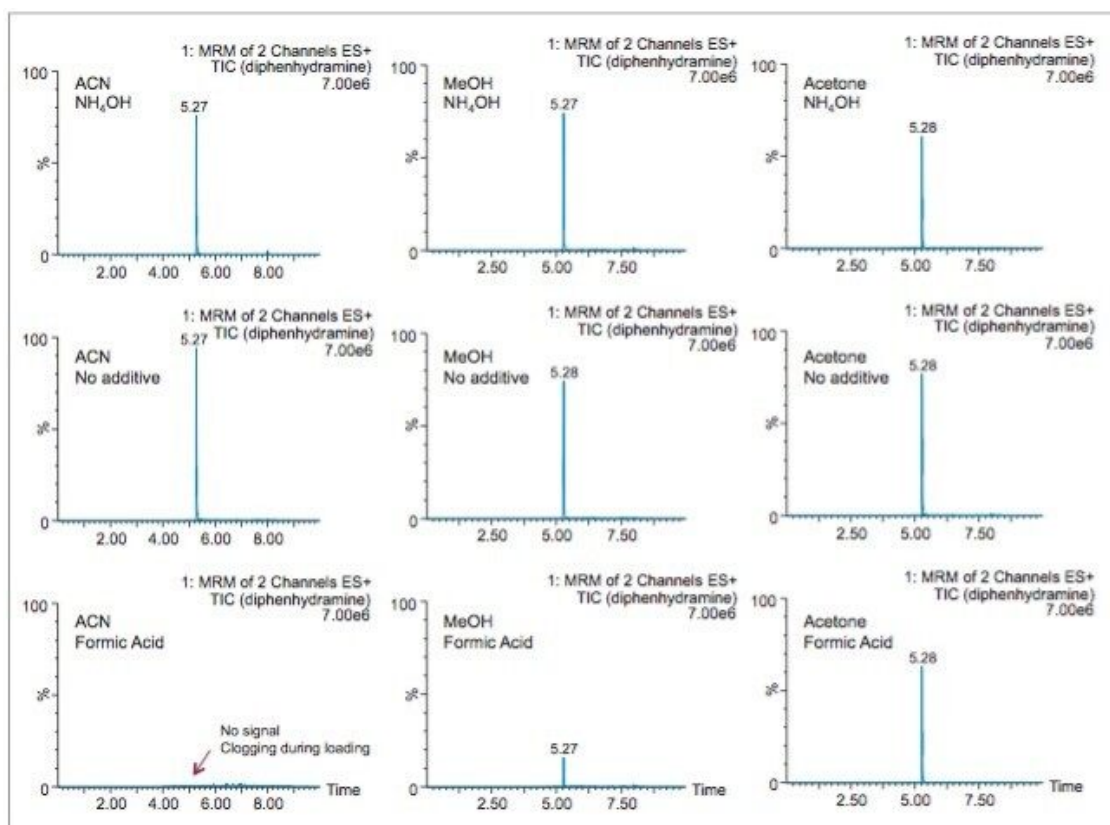 1: MRM of 2 Channels ES+
TIC (diphenhydramine)
7.00e6
ACN
NH₄OH
100
%
0
5.27
2.00 4.00 6.00 8.00
1: MRM of 2 Channels ES+
TIC (diphenhydramine)
7.00e6
MeOH
NH₄OH
100
%
0
5.27
2.50 5.00 7.50
1: MRM of 2 Channels ES+
TIC (diphenhydramine)
7.00e6
Acetone
NH₄OH
100
%
0
5.28
2.50 5.00 7.50
1: MRM of 2 Channels ES+
TIC (diphenhydramine)
7.00e6
ACN
No additive
100
%
0
5.27
2.00 4.00 6.00 8.00
1: MRM of 2 Channels ES+
TIC (diphenhydramine)
7.00e6
MeOH
No additive
100
%
0
5.28
2.50 5.00 7.50
1: MRM of 2 Channels ES+
TIC (diphenhydramine)
7.00e6
Acetone
No additive
100
%
0
5.28
2.50 5.00 7.50
1: MRM of 2 Channels ES+
TIC (diphenhydramine)
7.00e6
ACN
Formic Acid
100
%
0
No signal
Clogging during loading
2.00 4.00 6.00 8.00 Time
1: MRM of 2 Channels ES+
TIC (diphenhydramine)
7.00e6
MeOH
Formic Acid
100
%
0
5.27
2.50 5.00 7.50 Time
1: MRM of 2 Channels ES+
TIC (diphenhydramine)
7.00e6
Acetone
Formic Acid
100
%
0
5.28
2.50 5.00 7.50 Time